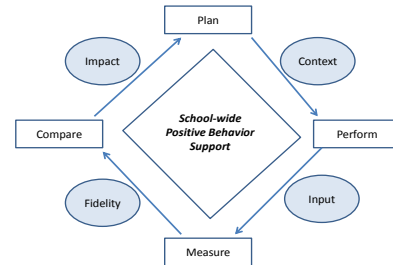 Plan
Impact
Context
School-wide
Positive Behavior
Support
Compare
Perform
Fidelity
Input
Measure